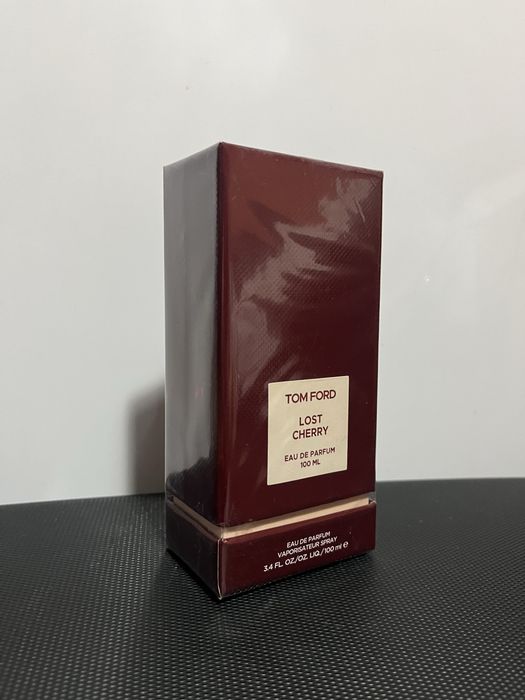 TOM FORD
LOST
CHERRY
EAU DE PARFUM
100 ML
EAU DE PARFUM
VAPORISATEUR SPRAY
3.4 FL. OZ./OZ. LIQ./100 ml ℮